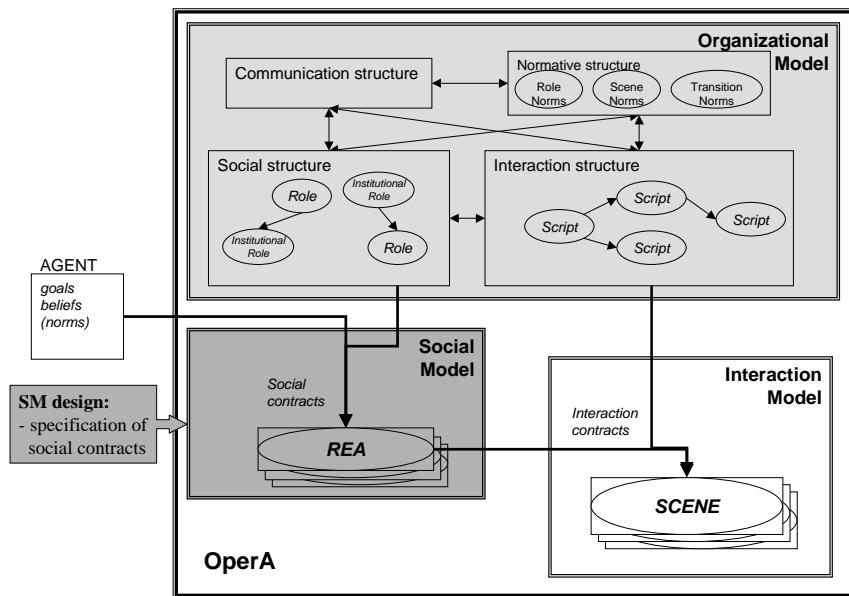 Organizational
Model
Communication structure
Normative structure
Role
Norms
Scene
Norms
Transition
Norms
Social structure
Role
Institutional
Role
Institutional
Role
Role
Interaction structure
Script
Script
Script
Script
AGENT
goals
beliefs
(norms)
Social
Model
Social
contracts
REA
SM design:
- specification of
social contracts
Interaction
Model
Interaction
contracts
SCENE
OperA